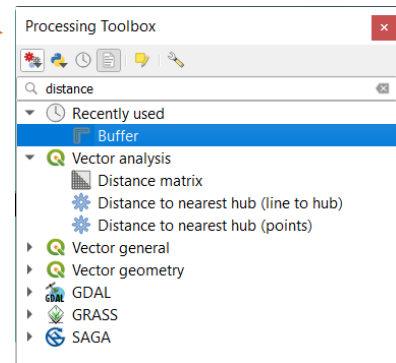 Processing Toolbox
distance
Recently used
Buffer
Vector analysis
Distance matrix
Distance to nearest hub (line to hub)
Distance to nearest hub (points)
Vector general
Vector geometry
GDAL
GDAL
GRASS
SAGA